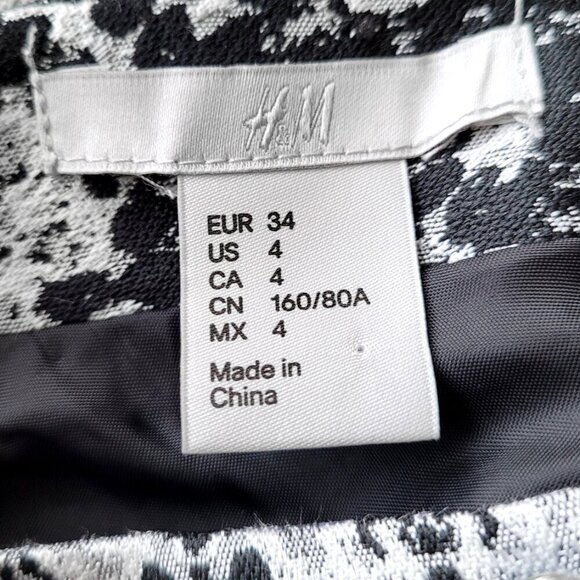 H&M
EUR 34
US 4
CA 4
CN 160/80A
MX 4
Made in
China